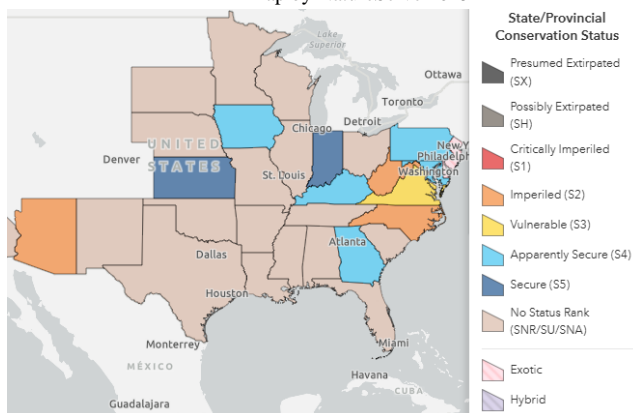 State/Provincial
Conservation Status
Presumed Extirpated
(SX)
Possibly Extirpated
(SH)
Critically Imperiled
(S1)
Imperiled (S2)
Vulnerable (S3)
Apparently Secure (S4)
Secure (S5)
No Status Rank
(SNR/SU/SNA)
Exotic
Hybrid
Lake
Superior
Ottawa
Toronto
Detroit
Chicago
New Y
Philadelph
Washington
UNITED
STATES
Denver
St. Louis
Atlanta
Dallas
Houston
Monterrey
Miami
MÉXICO
Havana
CUBA
Guadalajara